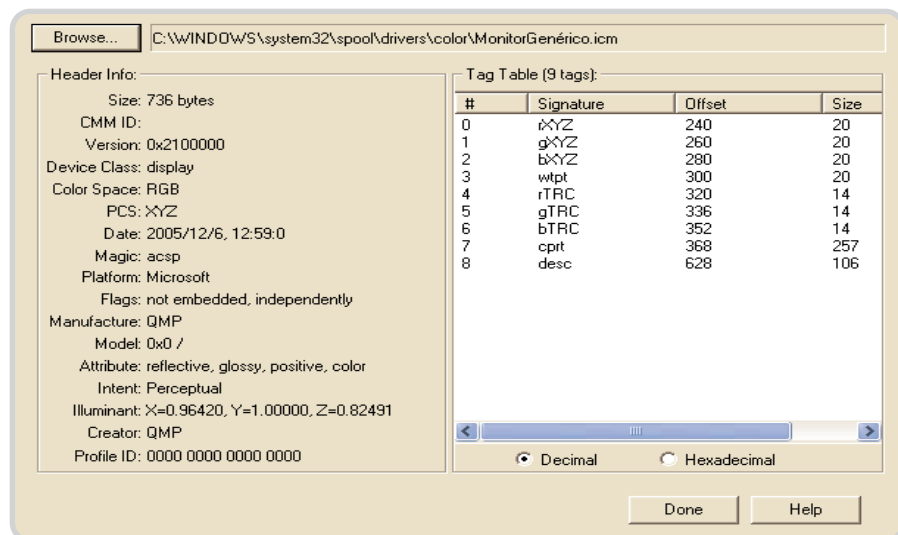 Browse... C:\WINDOWS\system32\spool\drivers\color\MonitorGenérico.icm
Header Info:
Size: 736 bytes
CMM ID:
Version: 0x2100000
Device Class: display
Color Space: RGB
PCS: XYZ
Date: 2005/12/6, 12:59:0
Magic: acsp
Platform: Microsoft
Flags: not embedded, independently
Manufacture: QMP
Model: 0x0 /
Attribute: reflective, glossy, positive, color
Intent: Perceptual
Illuminant: X=0.96420, Y=1.00000, Z=0.82491
Creator: QMP
Profile ID: 0000 0000 0000 0000
Tag Table (9 tags):
# Signature Offset Size
0 rXYZ 240 20
1 gXYZ 260 20
2 bXYZ 280 20
3 wtpt 300 20
4 rTRC 320 14
5 gTRC 336 14
6 bTRC 352 14
7 cprt 368 257
8 desc 628 106
Decimal Hexadecimal
Done Help